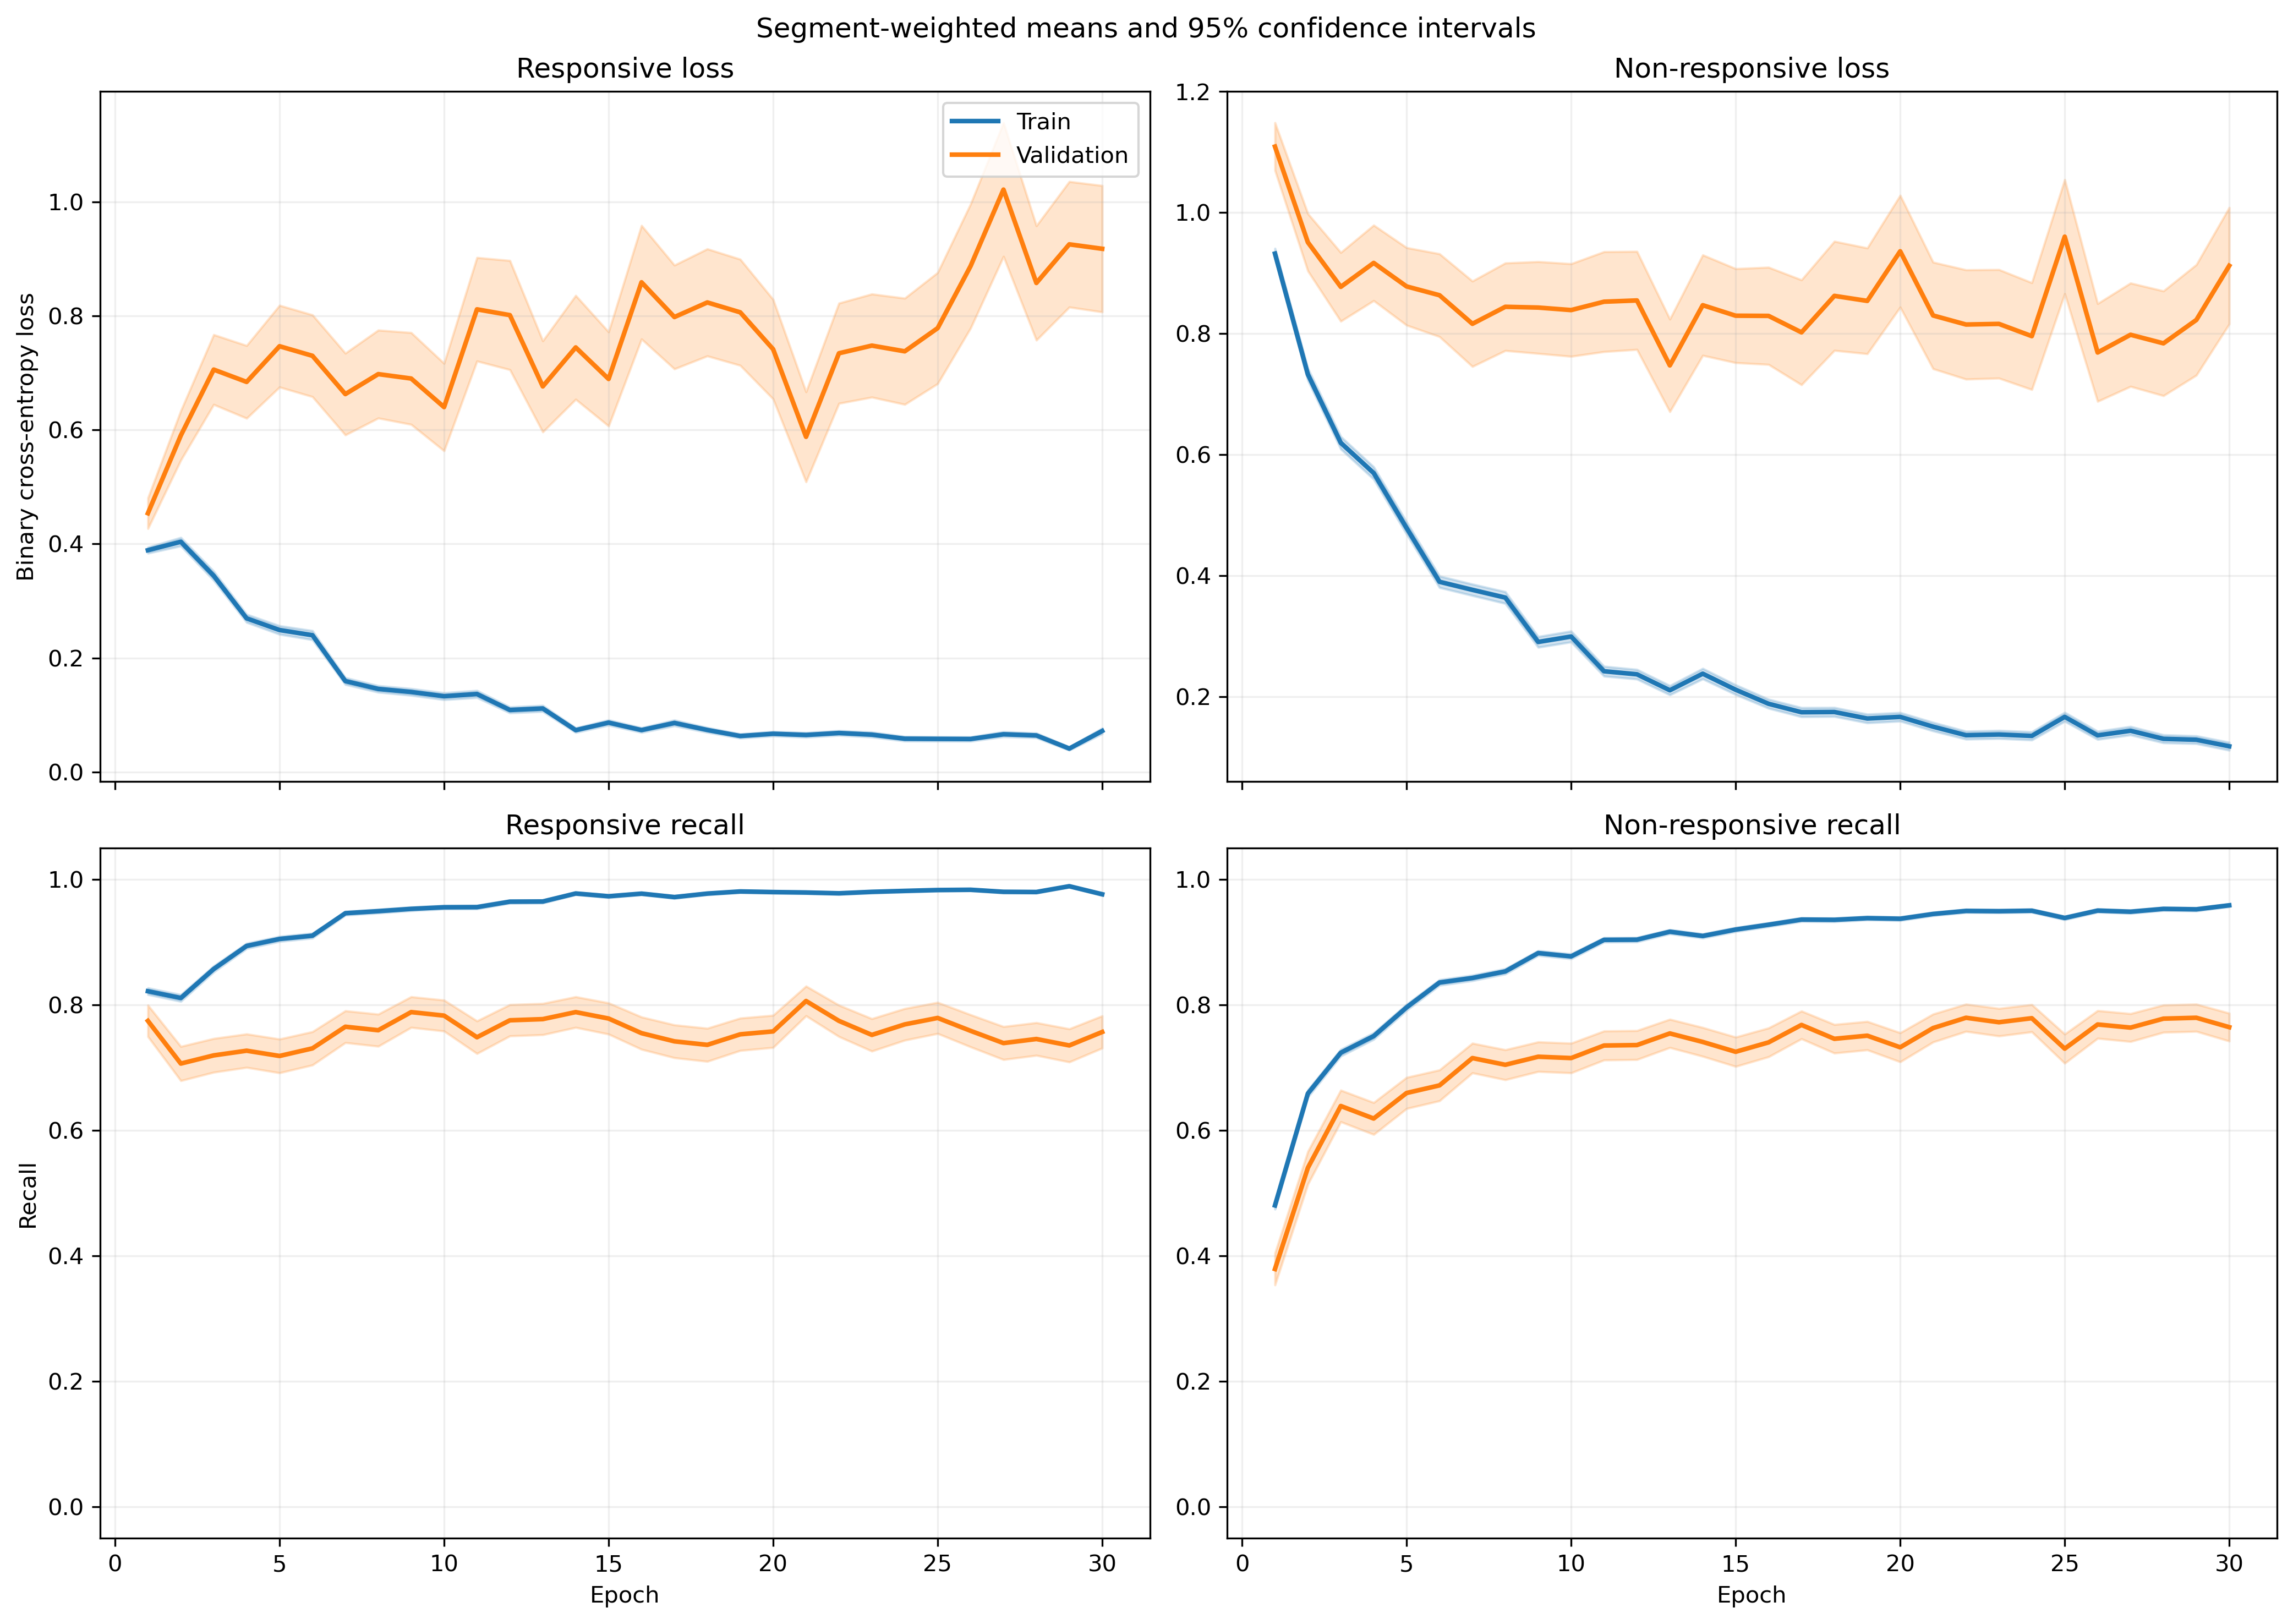 Segment-weighted means and 95% confidence intervals
Responsive loss
Train
Validation
Binary cross-entropy loss
1.0
0.8
0.6
0.4
0.2
0.0
Non-responsive loss
1.2
1.0
0.8
0.6
0.4
0.2
Responsive recall
Recall
1.0
0.8
0.6
0.4
0.2
0.0
0 5 10 15 20 25 30
Epoch
Non-responsive recall
1.0
0.8
0.6
0.4
0.2
0.0
0 5 10 15 20 25 30
Epoch